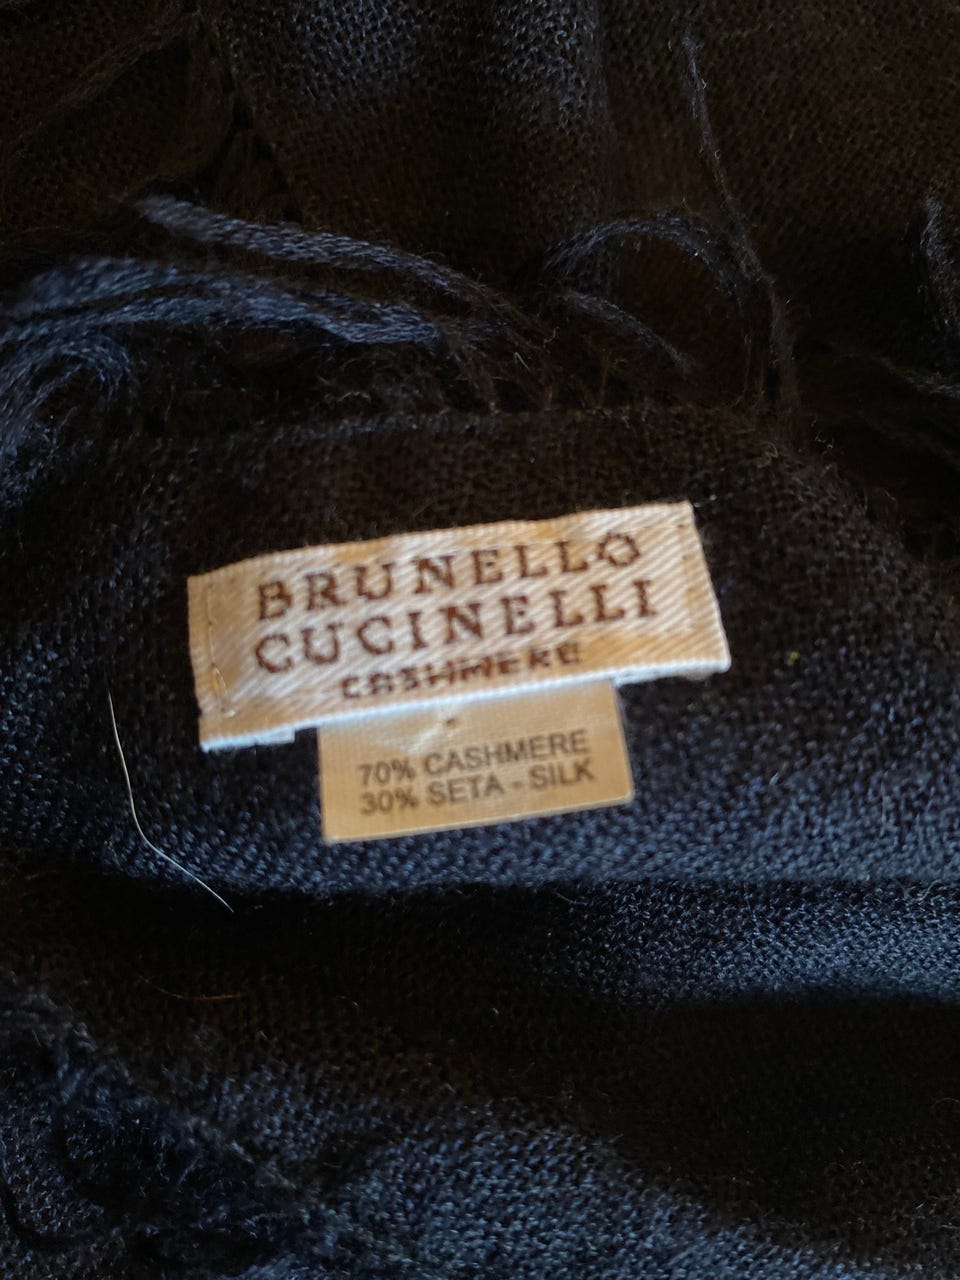 BRUNELLO
CUCINELLI
CASHMERE
70% CASHMERE
30% SETA - SILK